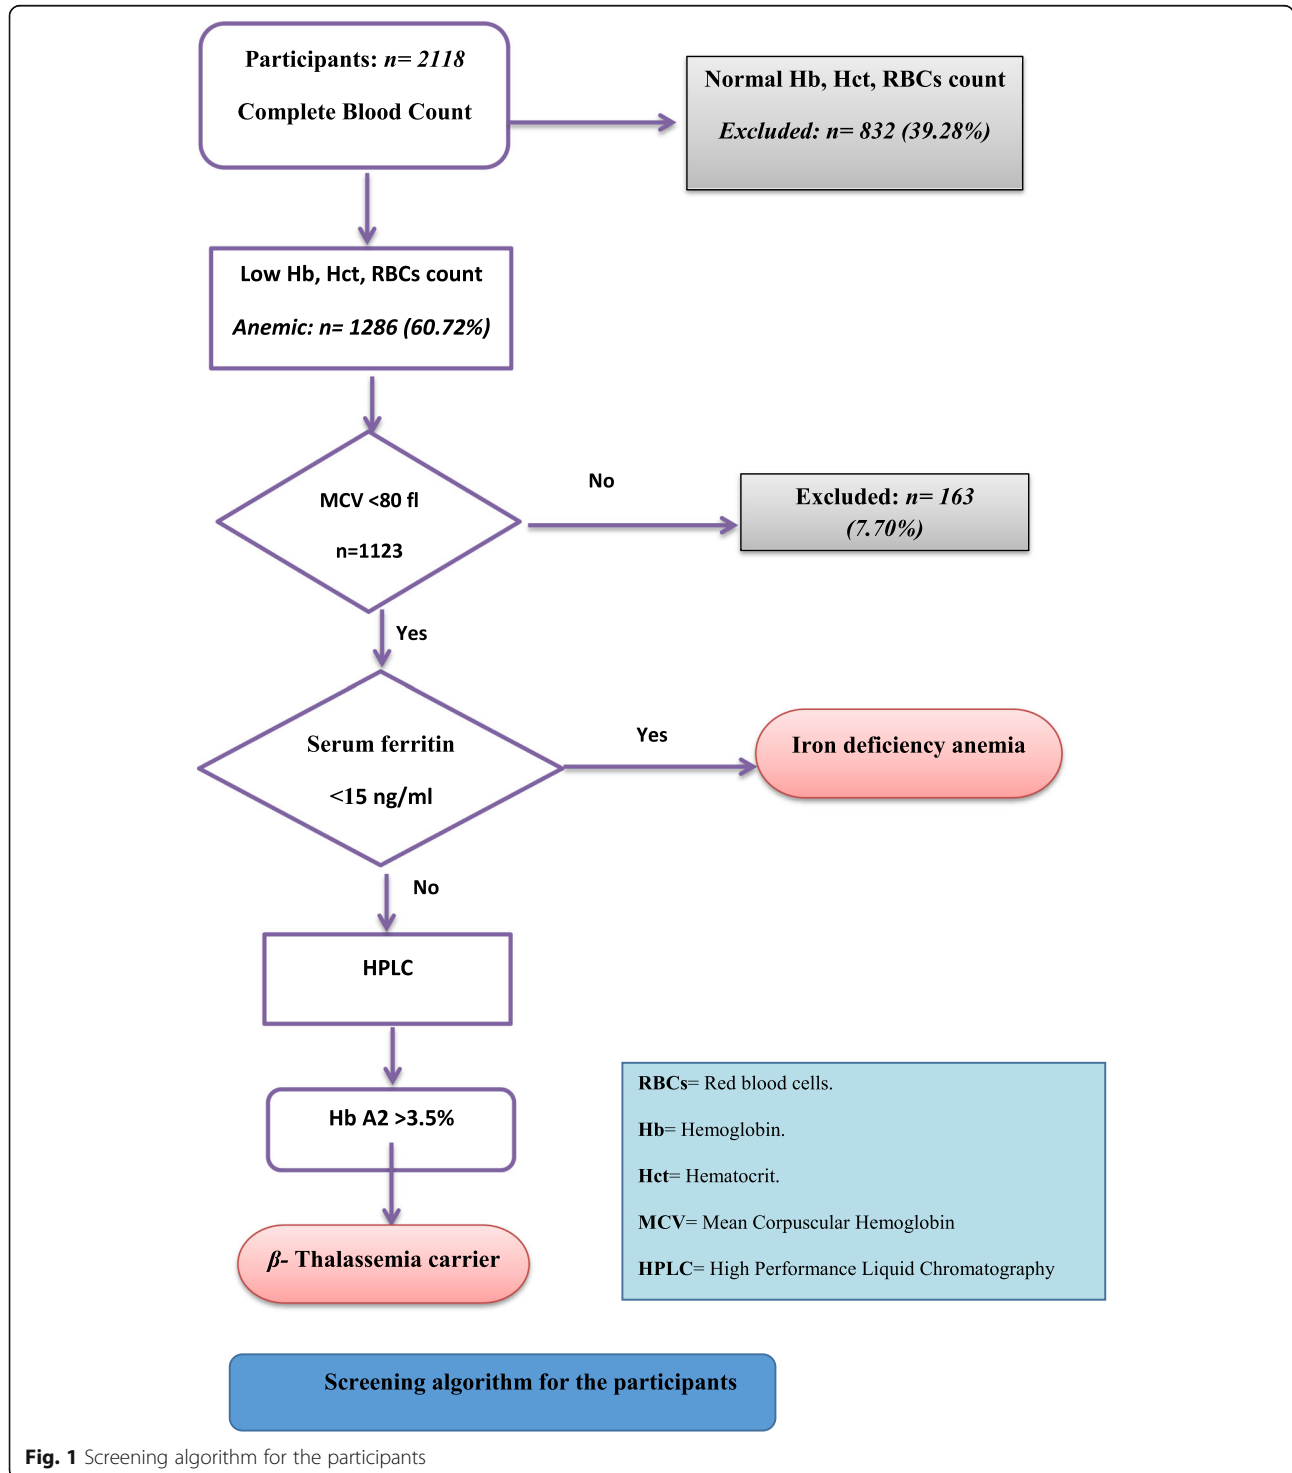 Participants: n= 2118
Complete Blood Count
Normal Hb, Hct, RBCs count
Excluded: n= 832 (39.28%)
Low Hb, Hct, RBCs count
Anemic: n= 1286 (60.72%)
MCV <80 fl
n=1123
No
Excluded: n= 163
(7.70%)
Yes
Serum ferritin
<15 ng/ml
Yes
Iron deficiency anemia
No
HPLC
Hb A2 >3.5%
β- Thalassemia carrier
RBCs= Red blood cells.
Hb= Hemoglobin.
Hct= Hematocrit.
MCV= Mean Corpuscular Hemoglobin
HPLC= High Performance Liquid Chromatography
Screening algorithm for the participants
Fig. 1 Screening algorithm for the participants